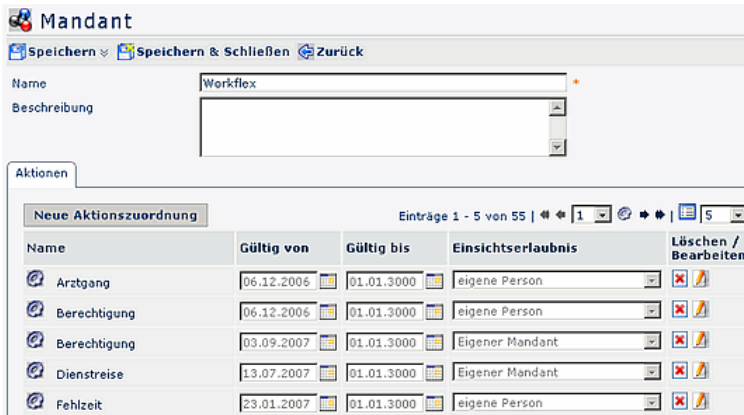 Mandant
Speichern Speichern & Schließen Zurück
Name Workflex *
Beschreibung
Aktionen
Neue Aktionszuordnung Einträge 1 - 5 von 55 | 1 | 5
Name Gültig von Gültig bis Einsichtserlaubnis Löschen / Bearbeiten
Arztgang 06.12.2006 01.01.3000 eigene Person
Berechtigung 06.12.2006 01.01.3000 eigene Person
Berechtigung 03.09.2007 01.01.3000 Eigener Mandant
Dienstreise 13.07.2007 01.01.3000 Eigener Mandant
Fehlzeit 23.01.2007 01.01.3000 eigene Person